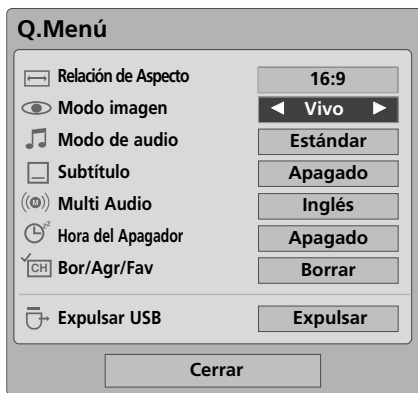 Q.Menú
Relación de Aspecto 16:9
Modo imagen ◄ Vivo ►
Modo de audio Estándar
Subtítulo Apagado
Multi Audio Inglés
Hora del Apagador Apagado
CH Bor/Agr/Fav Borrar
Expulsar USB Expulsar
Cerrar